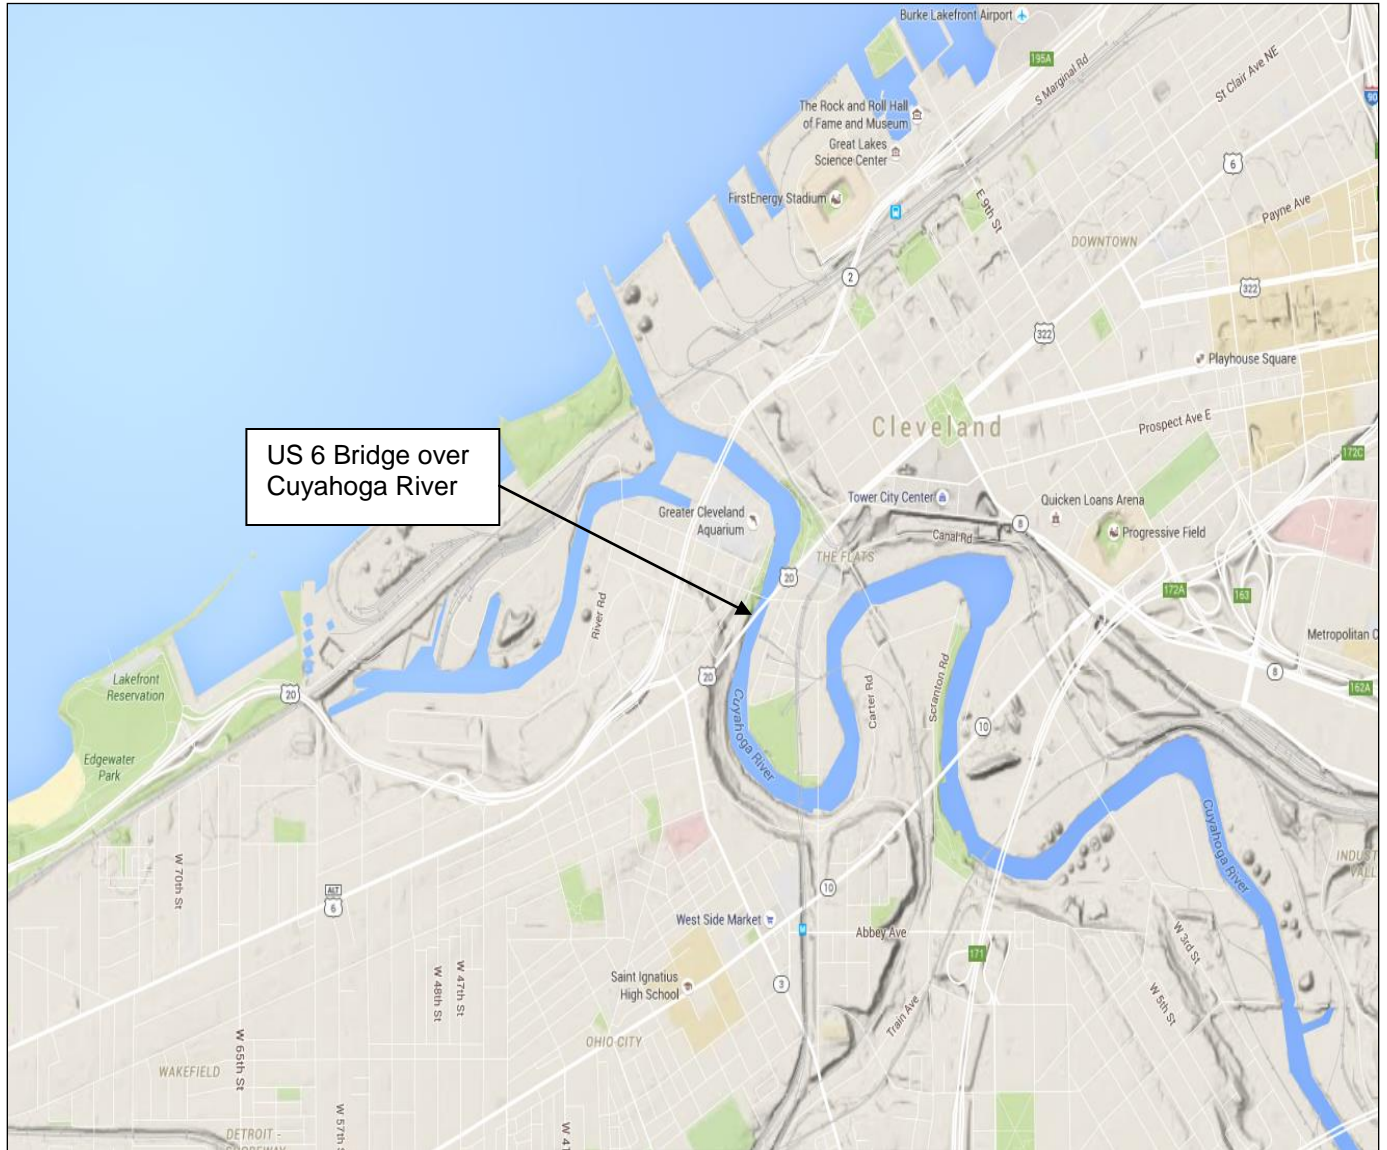 Burke Lakefront Airport
195A
S Marginal Rd
St Clair Ave NE
90
The Rock and Roll Hall
of Fame and Museum
Great Lakes
Science Center
6
FirstEnergy Stadium
E 9th St
Payne Ave
DOWNTOWN
2
322
322
Playhouse Square
Cleveland
Prospect Ave E
172C
US 6 Bridge over
Cuyahoga River
Tower City Center
Quicken Loans Arena
Greater Cleveland
Aquarium
8
Progressive Field
Canal Rd
THE FLATS
20
172A
163
River Rd
Metropolitan C
Lakefront
Reservation
20
20
8
162A
Cuyahoga River
Carter Rd
Scranton Rd
10
Edgewater
Park
Cuyahoga River
W 70th St
INDUST
VALL
ALT
6
10
West Side Market
Abbey Ave
W 3rd St
171
W 47th St
W 48th St
Saint Ignatius
High School
3
W 5th St
Train Ave
W 65th St
OHIO CITY
WAKEFIELD
W 57th S
W 41
DETROIT -